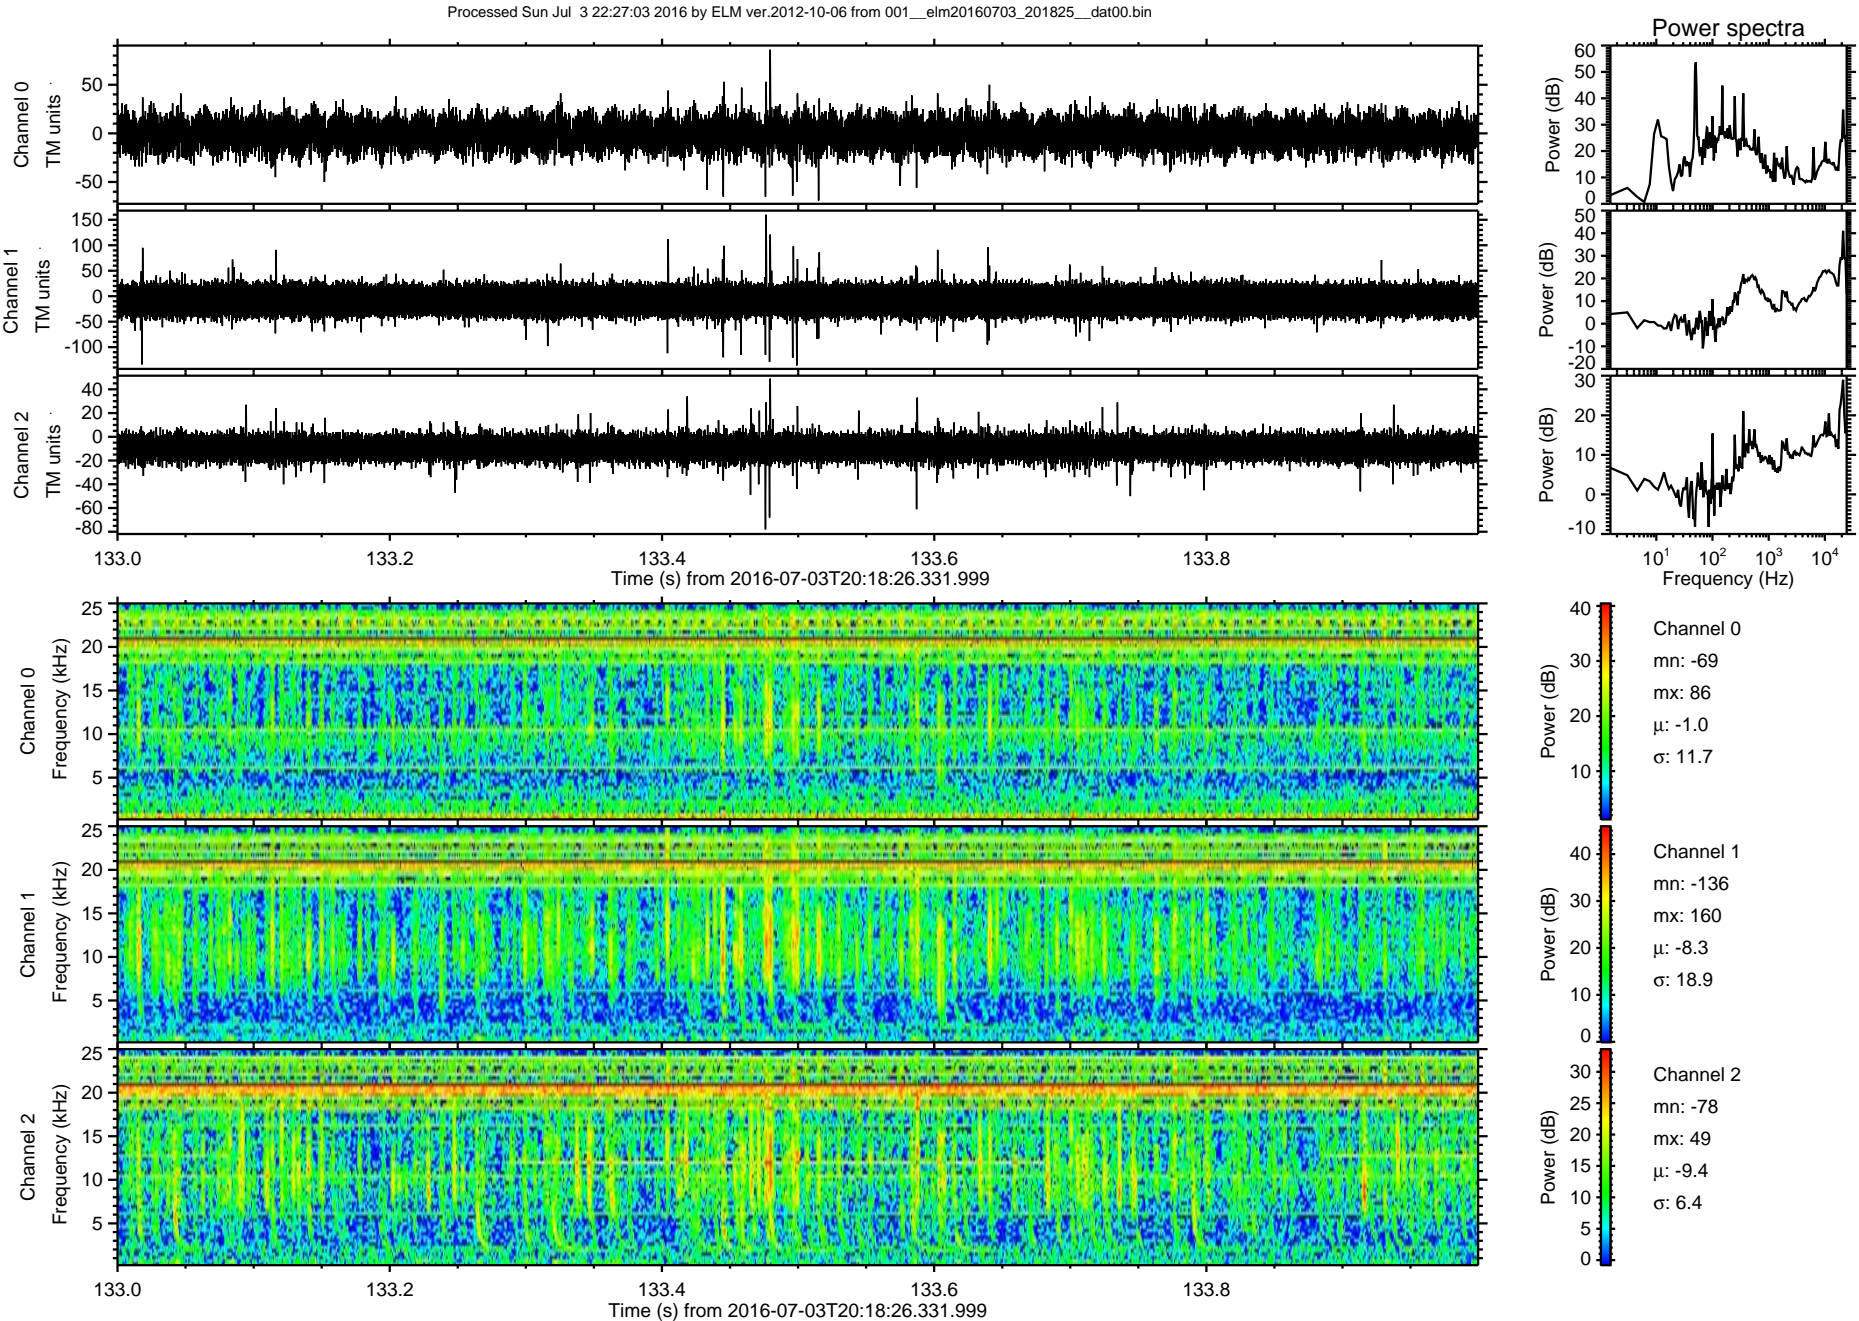 Processed Sun Jul  3 22:27:03 2016 by ELM ver.2012-10-06 from 001__elm20160703_201825__dat00.bin
Power spectra
Channel 0
TM units
50
0
-50
Power (dB)
60
50
40
30
20
10
0
Channel 1
TM units
150
100
50
0
-50
-100
Power (dB)
50
40
30
20
10
0
-10
-20
Channel 2
TM units
40
20
0
-20
-40
-60
-80
Power (dB)
30
20
10
0
-10
133.0 133.2 133.4 133.6 133.8
Time (s) from 2016-07-03T20:18:26.331.999
10^1 10^2 10^3 10^4
Frequency (Hz)
Channel 0
Frequency (kHz)
25
20
15
10
5
Power (dB)
40
30
20
10
Channel 0
mn: -69
mx: 86
µ: -1.0
σ: 11.7
Channel 1
Frequency (kHz)
25
20
15
10
5
Power (dB)
40
30
20
10
0
Channel 1
mn: -136
mx: 160
µ: -8.3
σ: 18.9
Channel 2
Frequency (kHz)
25
20
15
10
5
Power (dB)
30
25
20
15
10
5
0
Channel 2
mn: -78
mx: 49
µ: -9.4
σ: 6.4
133.0 133.2 133.4 133.6 133.8
Time (s) from 2016-07-03T20:18:26.331.999